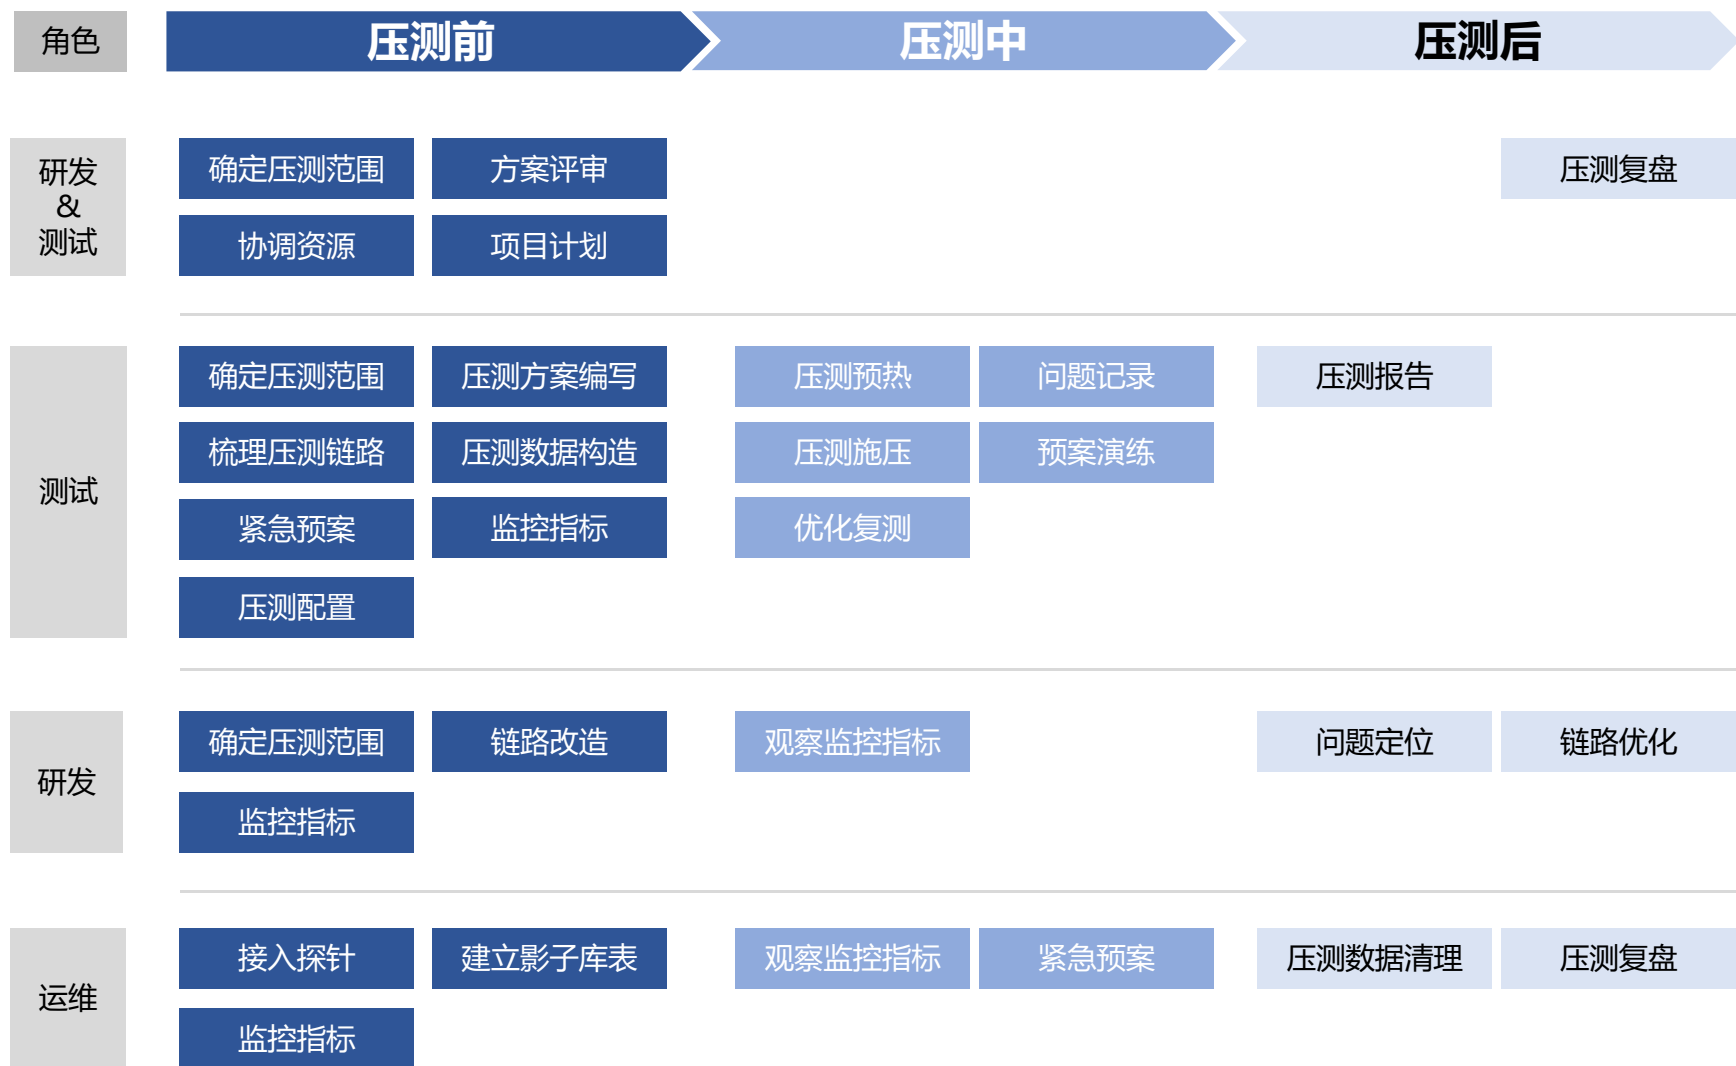 角色
压测前
压测中
压测后
研发
&
测试
确定压测范围
方案评审
压测复盘
协调资源
项目计划
测试
确定压测范围
压测方案编写
压测预热
问题记录
压测报告
梳理压测链路
压测数据构造
压测施压
预案演练
紧急预案
监控指标
优化复测
压测配置
研发
确定压测范围
链路改造
观察监控指标
问题定位
链路优化
监控指标
运维
接入探针
建立影子库表
观察监控指标
紧急预案
压测数据清理
压测复盘
监控指标